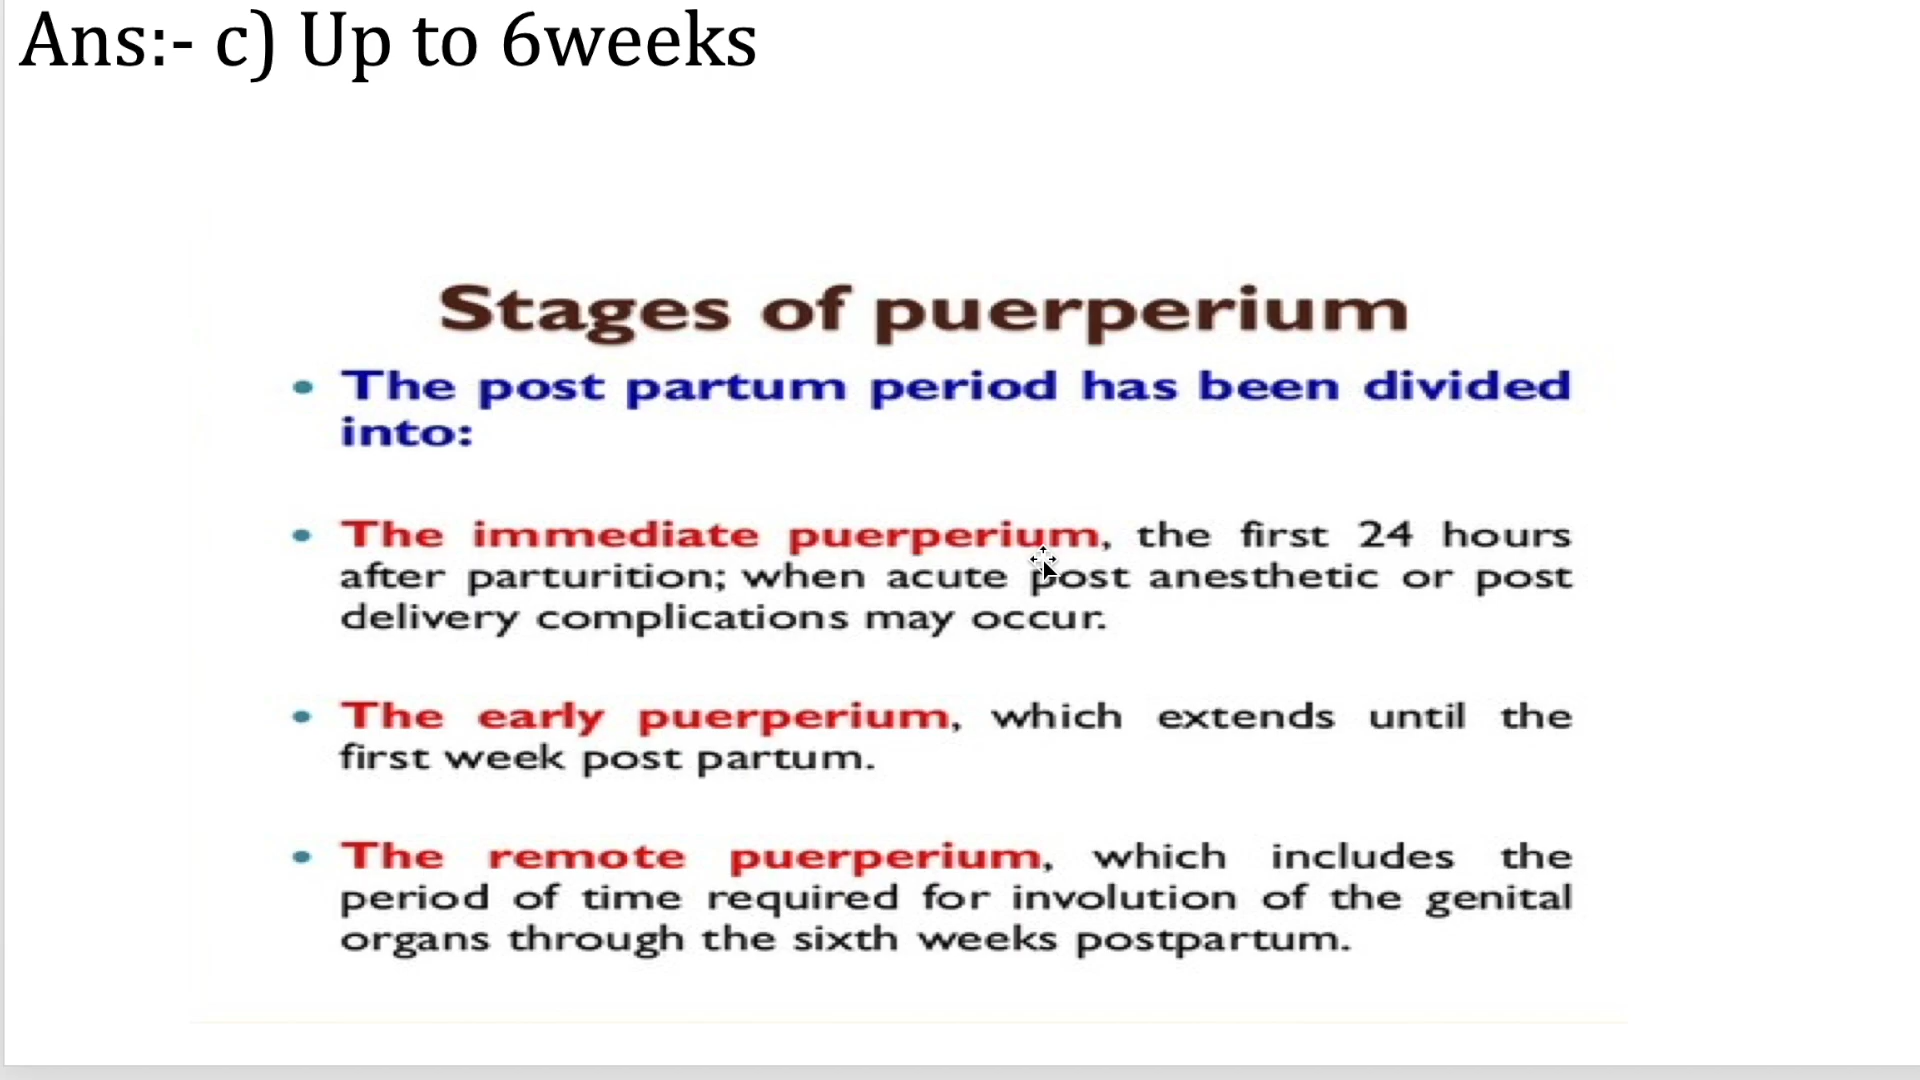 Ans:- c) Up to 6weeks
Stages of puerperium
• The post partum period has been divided
into:
• The immediate puerperium, the first 24 hours
after parturition; when acute post anesthetic or post
delivery complications may occur.
• The early puerperium, which extends until the
first week post partum.
• The remote puerperium, which includes the
period of time required for involution of the genital
organs through the sixth weeks postpartum.